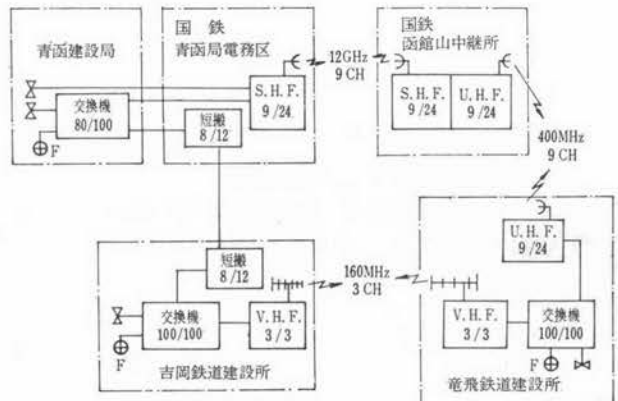 青函建設局
交換機
80/100
F
国鉄
青函局電務区
S. H. F.
9/24
短搬
8/12
12GHz
9 CH
国鉄
函館山中継所
S. H. F.
9/24
U. H. F.
9/24
400MHz
9 CH
短搬
8/12
交換機
100/100
V. H. F.
3/3
F
吉岡鉄道建設所
160MHz
3 CH
U. H. F.
9/24
V. H. F.
3/3
交換機
100/100
F
竜飛鉄道建設所